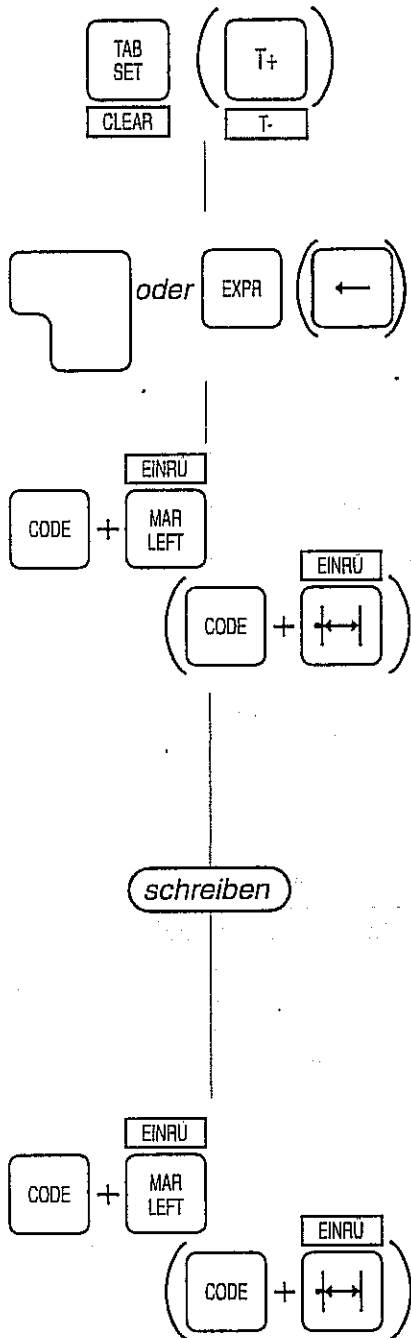 TAB SET T+
CLEAR T-
oder EXPR ←
EINRÜ
CODE + MAR LEFT
EINRÜ
CODE +
schreiben
EINRÜ
CODE + MAR LEFT
EINRÜ
CODE +